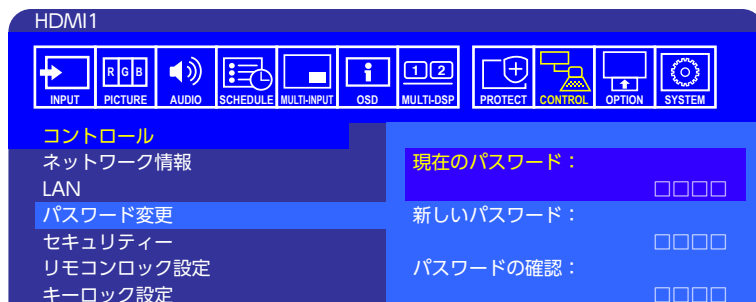 HDMI1
R G B
1 2
INPUT PICTURE AUDIO SCHEDULE MULTI-INPUT OSD MULTI-DSP PROTECT CONTROL OPTION SYSTEM
コントロール
ネットワーク情報 現在のパスワード：
LAN □□□□
パスワード変更 新しいパスワード：
セキュリティー □□□□
リモコンロック設定 パスワードの確認：
キーロック設定 □□□□